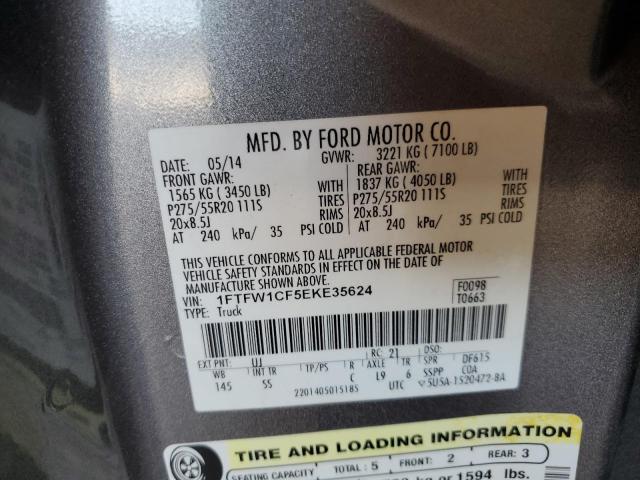 MFD. BY FORD MOTOR CO.
DATE: 05/14 GVWR: 3221 KG ( 7100 LB)
FRONT GAWR: REAR GAWR:
1565 KG ( 3450 LB) WITH 1837 KG ( 4050 LB) WITH
P275/55R20 111S TIRES P275/55R20 111S TIRES
20x8.5J RIMS 20x8.5J RIMS
AT 240 kPa/ 35 PSI COLD AT 240 kPa/ 35 PSI COLD
THIS VEHICLE CONFORMS TO ALL APPLICABLE FEDERAL MOTOR
VEHICLE SAFETY STANDARDS IN EFFECT ON THE DATE OF
MANUFACTURE SHOWN ABOVE.
VIN: 1FTFW1CF5EKE35624 F0098
TYPE: Truck T0663
EXT PNT: UJ RC: 21 DSO:
WB INT TR TP/PS R AXLE TR SPR DF615
145 SS C L9 6 SSPP COA
220140501518S UTC 5U5A-1520472-BA
TIRE AND LOADING INFORMATION
SEATING CAPACITY TOTAL: 5 FRONT: 2 REAR: 3
kg or 1594 lbs.